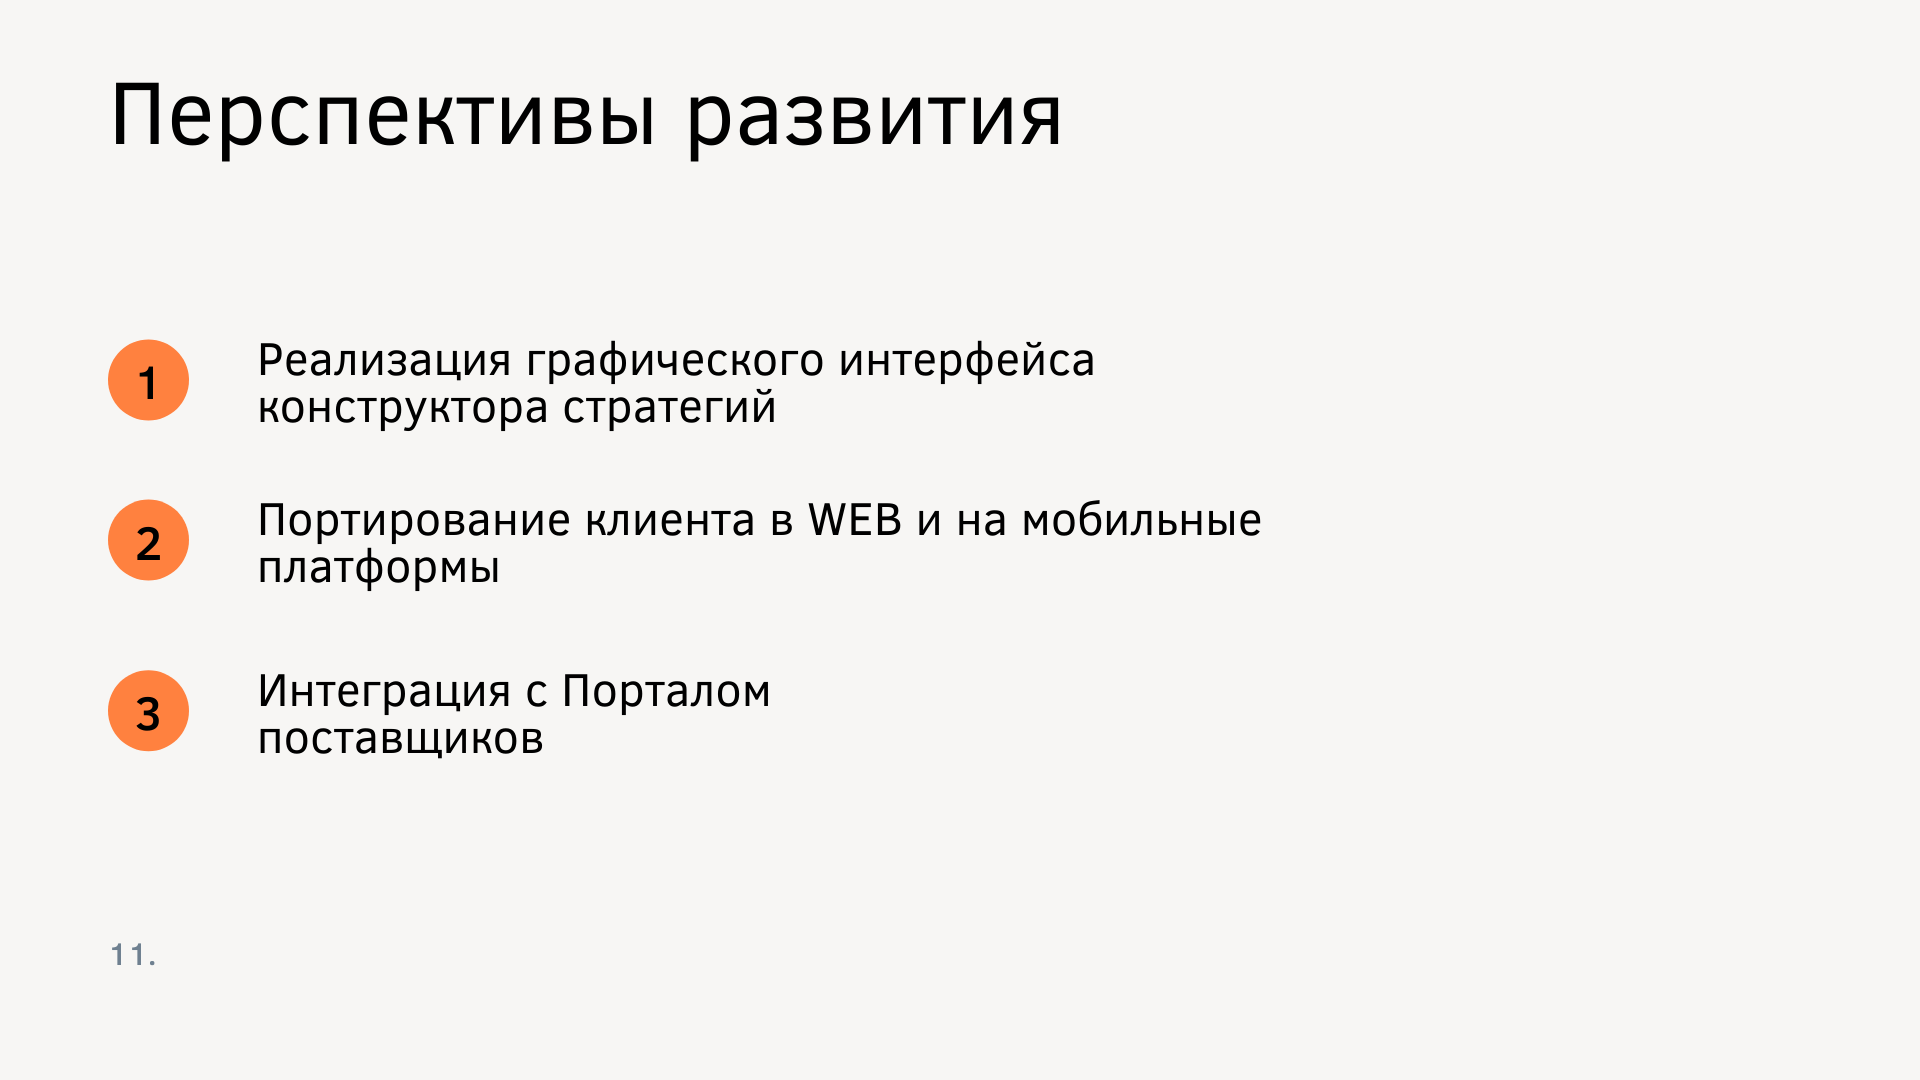 Перспективы развития
1
Реализация графического интерфейса
конструктора стратегий
2
Портирование клиента в WEB и на мобильные
платформы
3
Интеграция с Порталом
поставщиков
11.